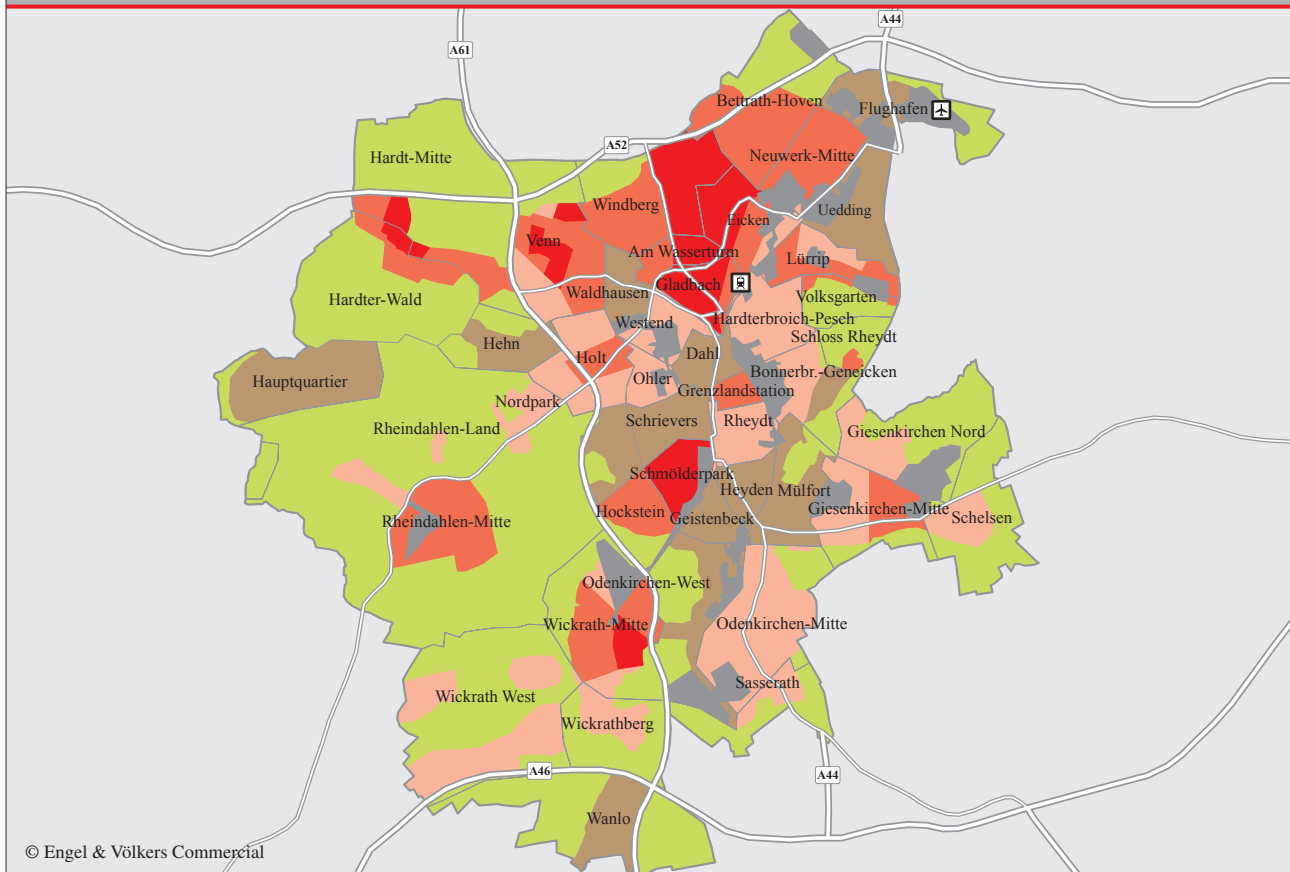 A44
A61
Bettrath-Hoven
Flughafen
A52
Hardt-Mitte
Neuwerk-Mitte
Windberg
Eicken
Uedding
Venn
Am Wasserturm
Lürrip
Gladbach
Waldhausen
Volksgarten
Hardter-Wald
Westend
Hardterbroich-Pesch
Schloss Rheydt
Hehn
Holt
Dahl
Hauptquartier
Ohler
Bonnerbr.-Geneicken
Grenzlandstation
Nordpark
Schrievers
Rheydt
Rheindahlen-Land
Giesenkirchen Nord
Schmölderpark
Heyden
Mülfort
Rheindahlen-Mitte
Hockstein
Geistenbeck
Giesenkirchen-Mitte
Schelsen
Odenkirchen-West
Wickrath-Mitte
Odenkirchen-Mitte
Sasserath
Wickrath West
Wickrathberg
A46
A44
Wanlo
© Engel & Völkers Commercial